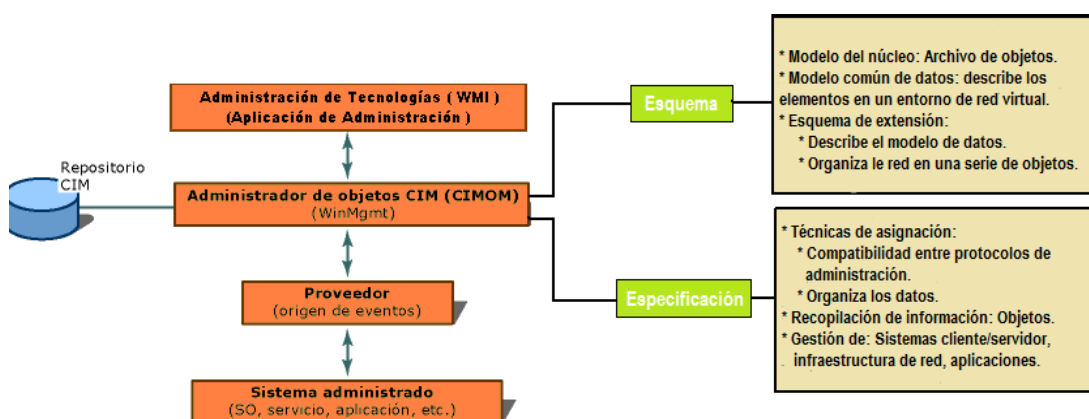 Administración de Tecnologías ( WMI )
(Aplicación de Administración )
Repositorio
CIM
Administrador de objetos CIM (CIMOM)
(WinMgmt)
Proveedor
(origen de eventos)
Sistema administrado
(SO, servicio, aplicación, etc.)
Esquema
* Modelo del núcleo: Archivo de objetos.
* Modelo común de datos: describe los
elementos en un entorno de red virtual.
* Esquema de extensión:
* Describe el modelo de datos.
* Organiza le red en una serie de objetos.
Especificación
* Técnicas de asignación:
* Compatibilidad entre protocolos de
administración.
* Organiza los datos.
* Recopilación de información: Objetos.
* Gestión de: Sistemas cliente/servidor,
infraestructura de red, aplicaciones.